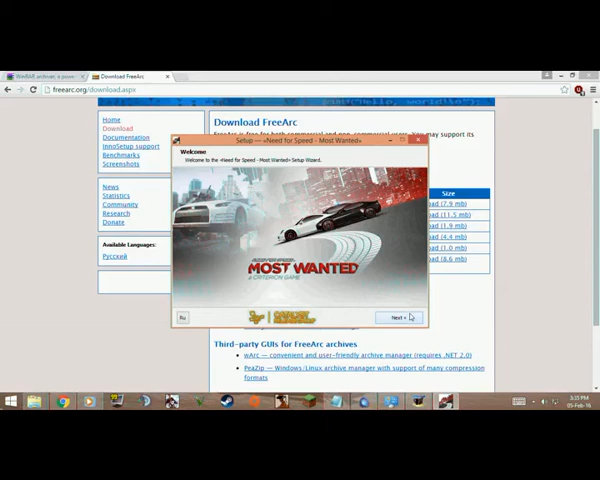 WinRAR archiver, a powe
Download FreeArc
freearc.org/download.aspx
Home
Download
Documentation
InnoSetup support
Benchmarks
Screenshots
News
Statistics
Community
Research
Donate
Available Languages:
Русский
Download FreeArc
FreeArc is free for both commercial and non-commercial users. You may support its
Setup — «Need for Speed - Most Wanted»
Welcome
Welcome to the «Need for Speed - Most Wanted» Setup Wizard.
MOST WANTED
A CRITERION GAME
Ru
Next »
Size
ad (7.9 mb)
ad (11.5 mb)
ad (1.9 mb)
ad (4.4 mb)
ad (1.0 mb)
ad (8.6 mb)
Third-party GUIs for FreeArc archives
wArc — convenient and user-friendly archive manager (requires .NET 2.0)
PeaZip — Windows/Linux archive manager with support of many compression
formats
3:35 PM
05-Feb-16